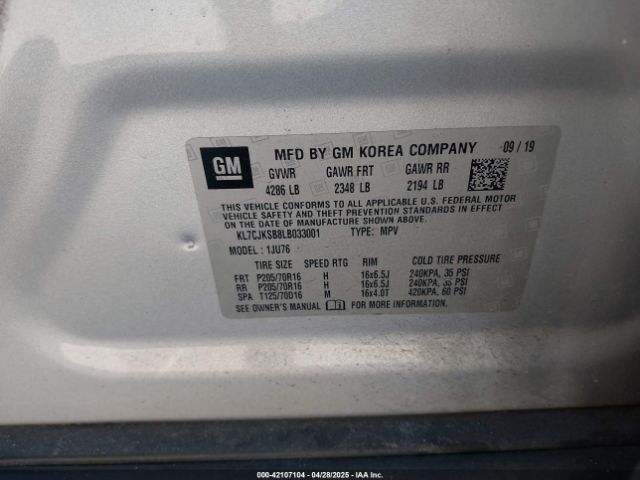 GM
MFD BY GM KOREA COMPANY 09/19
GVWR GAWR FRT GAWR RR
4286 LB 2348 LB 2194 LB
THIS VEHICLE CONFORMS TO ALL APPLICABLE U.S. FEDERAL MOTOR
VEHICLE SAFETY AND THEFT PREVENTION STANDARDS IN EFFECT ON
THE DATE OF MANUFACTURE SHOWN ABOVE.
KL7CJKSB8LB033001 TYPE: MPV
MODEL: 1JU76
TIRE SIZE SPEED RTG RIM COLD TIRE PRESSURE
FRT P205/70R16 H 16x6.5J 240KPA, 35 PSI
RR P205/70R16 H 16x6.5J 240KPA, 35 PSI
SPA T125/70D16 M 16x4.0T 420KPA, 60 PSI
SEE OWNER'S MANUAL FOR MORE INFORMATION.
000-42107104 - 04/28/2025 - IAA Inc.